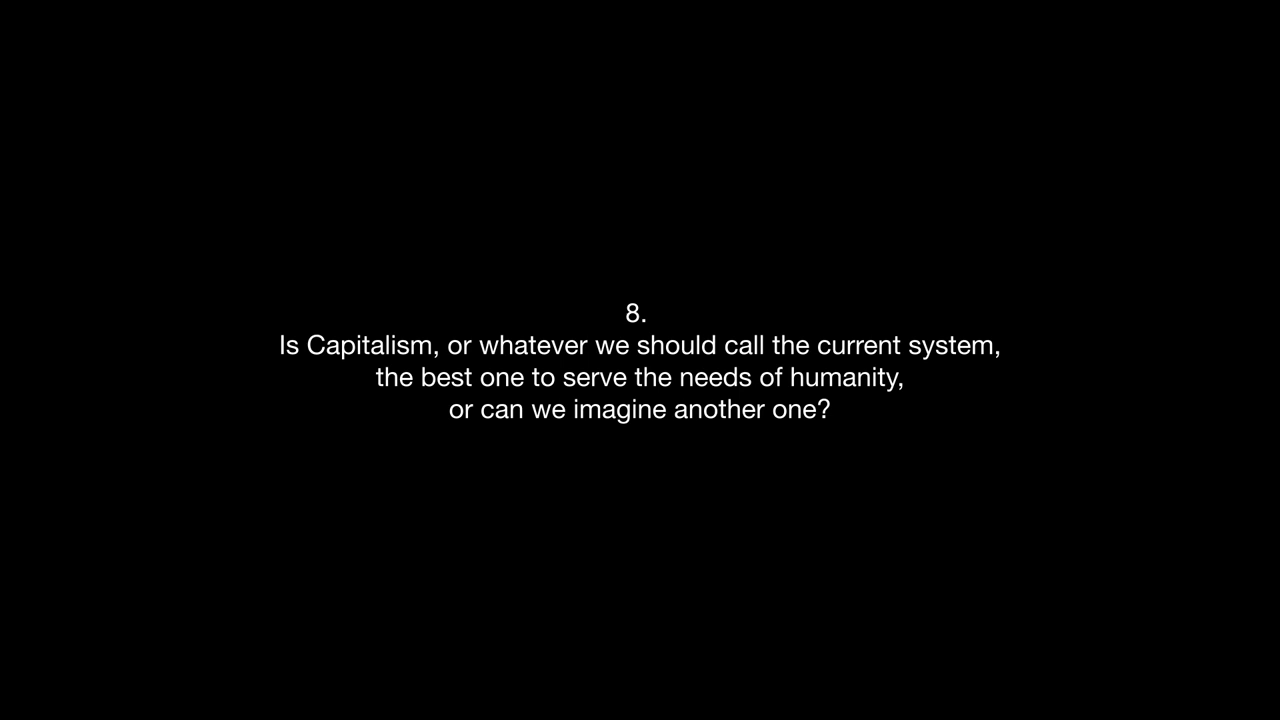 8.
Is Capitalism, or whatever we should call the current system,
the best one to serve the needs of humanity,
or can we imagine another one?